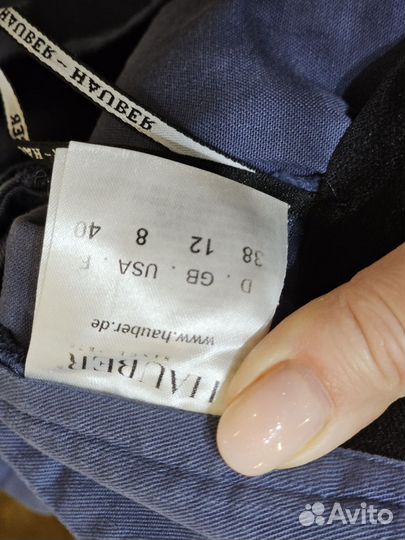 HAUBER – HAUBER
HAUBER
www.hauber.de
D . GB . USA . F
38 12 8 40
Avito